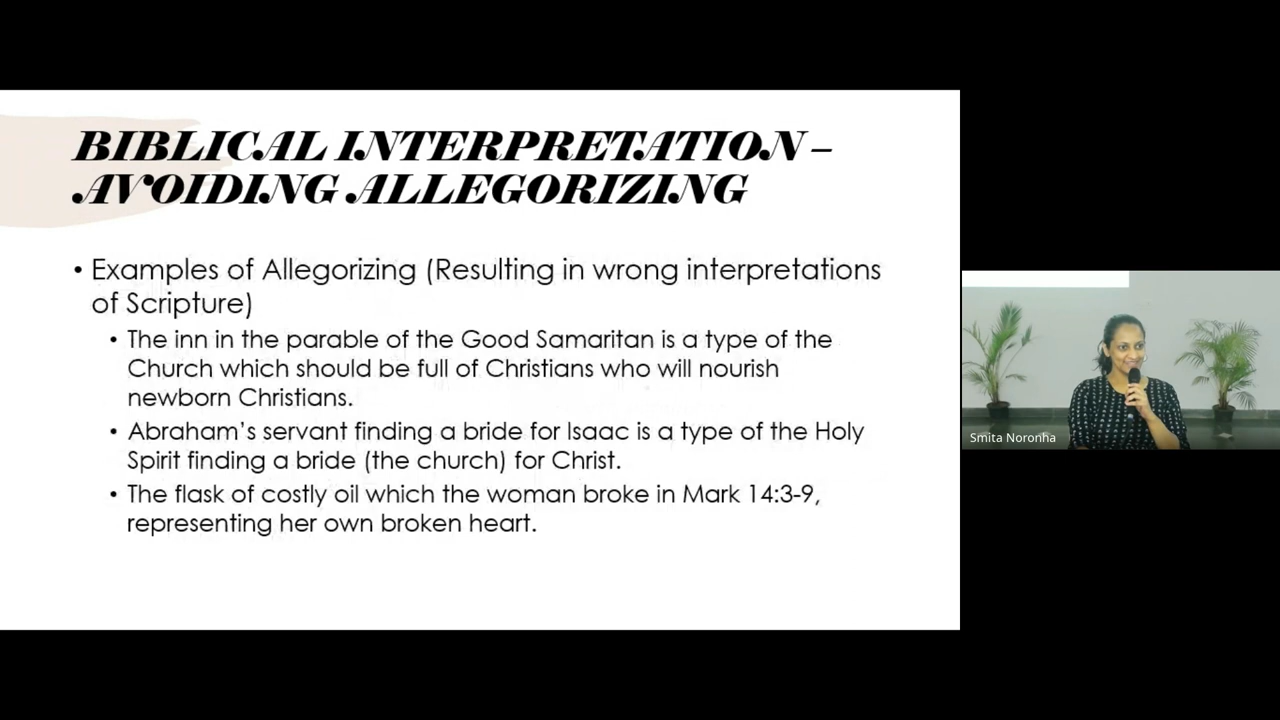 BIBLICAL INTERPRETATION –
AVOIDING ALLEGORIZING
• Examples of Allegorizing (Resulting in wrong interpretations
of Scripture)
• The inn in the parable of the Good Samaritan is a type of the
Church which should be full of Christians who will nourish
newborn Christians.
• Abraham's servant finding a bride for Isaac is a type of the Holy
Spirit finding a bride (the church) for Christ.
• The flask of costly oil which the woman broke in Mark 14:3-9,
representing her own broken heart.
Smita Noronha